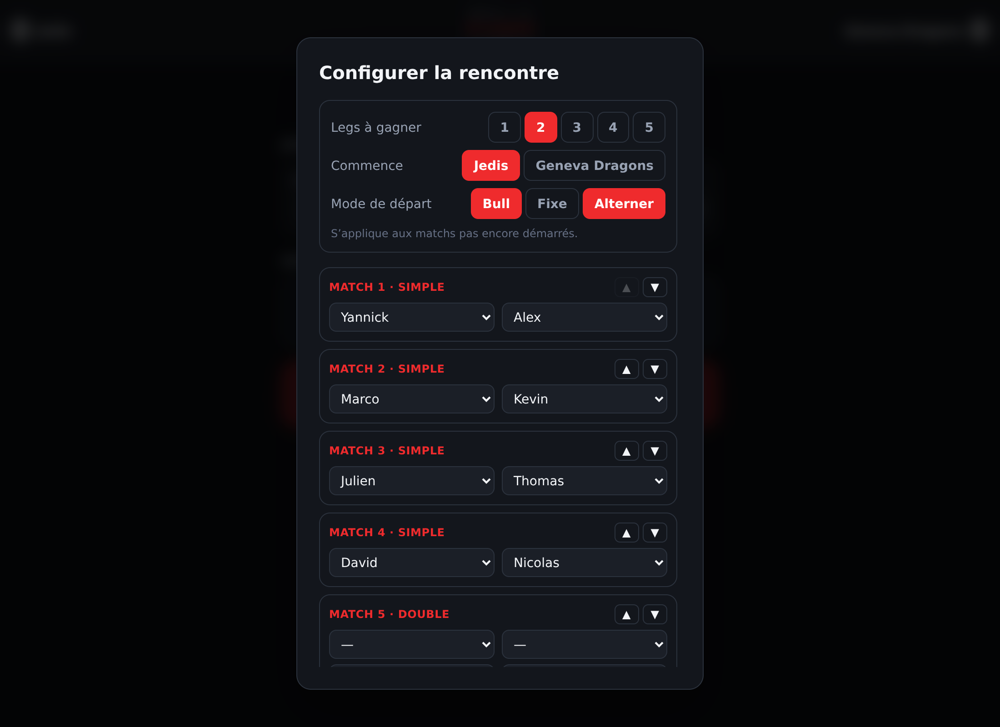 Configurer la rencontre
Legs à gagner 1 2 3 4 5
Commence Jedis Geneva Dragons
Mode de départ Bull Fixe Alterner
S’applique aux matchs pas encore démarrés.
MATCH 1 · SIMPLE ▲ ▼
Yannick Alex
MATCH 2 · SIMPLE ▲ ▼
Marco Kevin
MATCH 3 · SIMPLE ▲ ▼
Julien Thomas
MATCH 4 · SIMPLE ▲ ▼
David Nicolas
MATCH 5 · DOUBLE ▲ ▼
— —